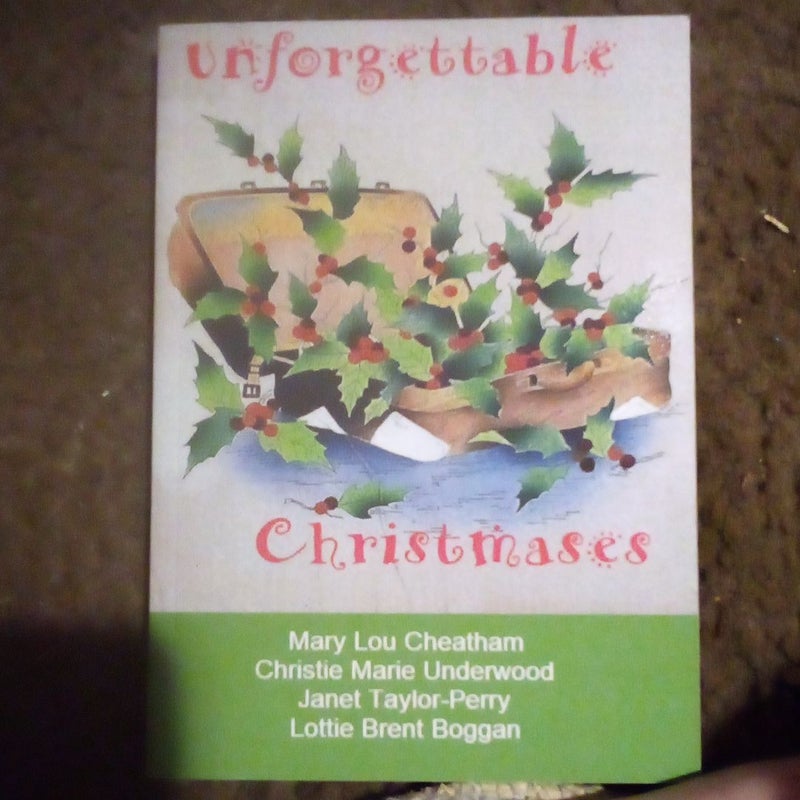 unforgettable
Christmases
Mary Lou Cheatham
Christie Marie Underwood
Janet Taylor-Perry
Lottie Brent Boggan